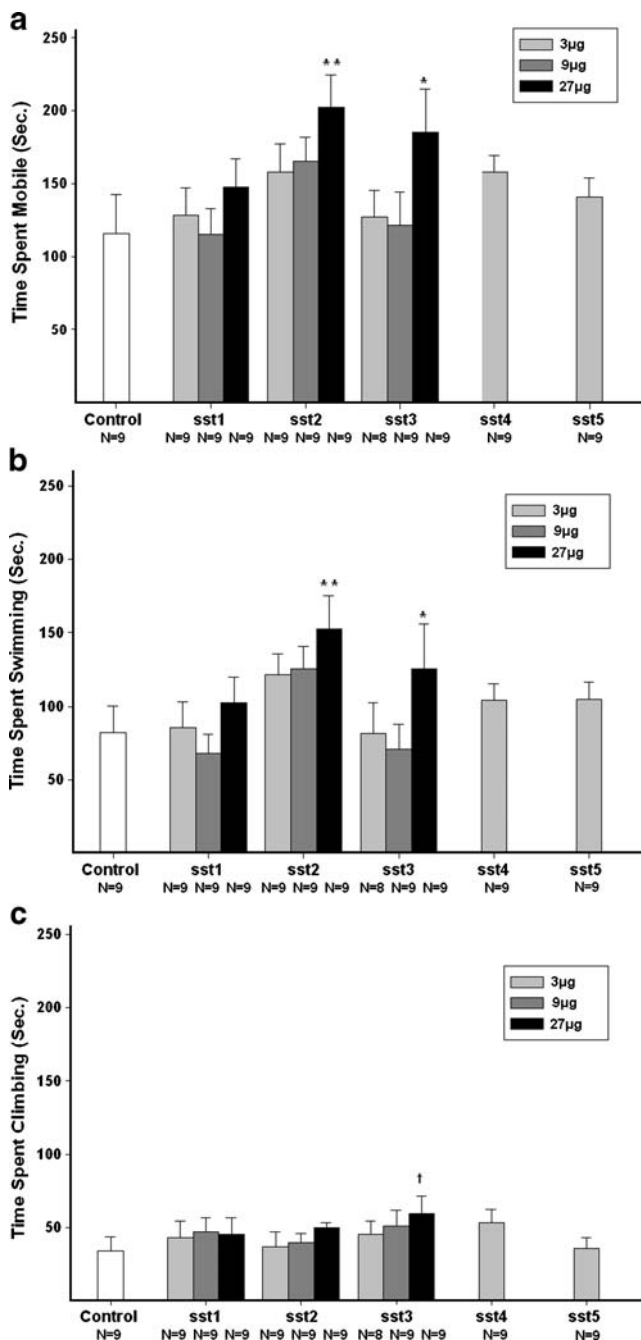 a
250
200
150
100
50
Time Spent Mobile (Sec.)
3µg
9µg
27µg
** *
Control sst1 sst2 sst3 sst4 sst5
N=9 N=9 N=9 N=9 N=9 N=9 N=9 N=8 N=9 N=9 N=9 N=9
b
250
200
150
100
50
Time Spent Swimming (Sec.)
3µg
9µg
27µg
** *
Control sst1 sst2 sst3 sst4 sst5
N=9 N=9 N=9 N=9 N=9 N=9 N=9 N=8 N=9 N=9 N=9 N=9
c
250
200
150
100
50
Time Spent Climbing (Sec.)
3µg
9µg
27µg
†
Control sst1 sst2 sst3 sst4 sst5
N=9 N=9 N=9 N=9 N=9 N=9 N=9 N=8 N=9 N=9 N=9 N=9